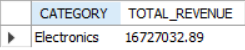 CATEGORY TOTAL_REVENUE
Electronics 16727032.89